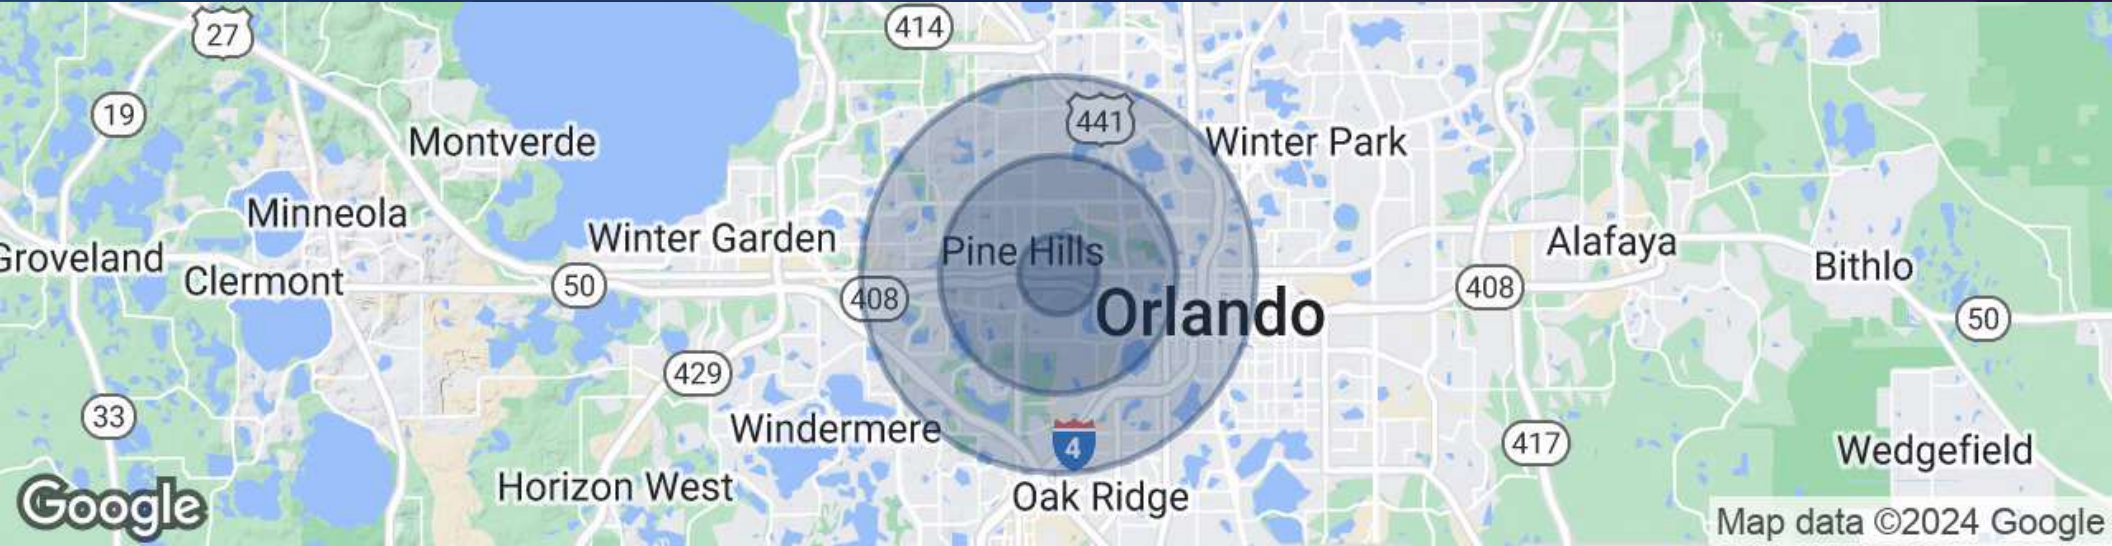 27
414
19
441
Montverde
Winter Park
Minneola
Winter Garden
Pine Hills
Alafaya
Groveland
Clermont
50
408
Orlando
408
Bithlo
50
429
33
Windermere
4
417
Wedgefield
Horizon West
Oak Ridge
Google
Map data ©2024 Google